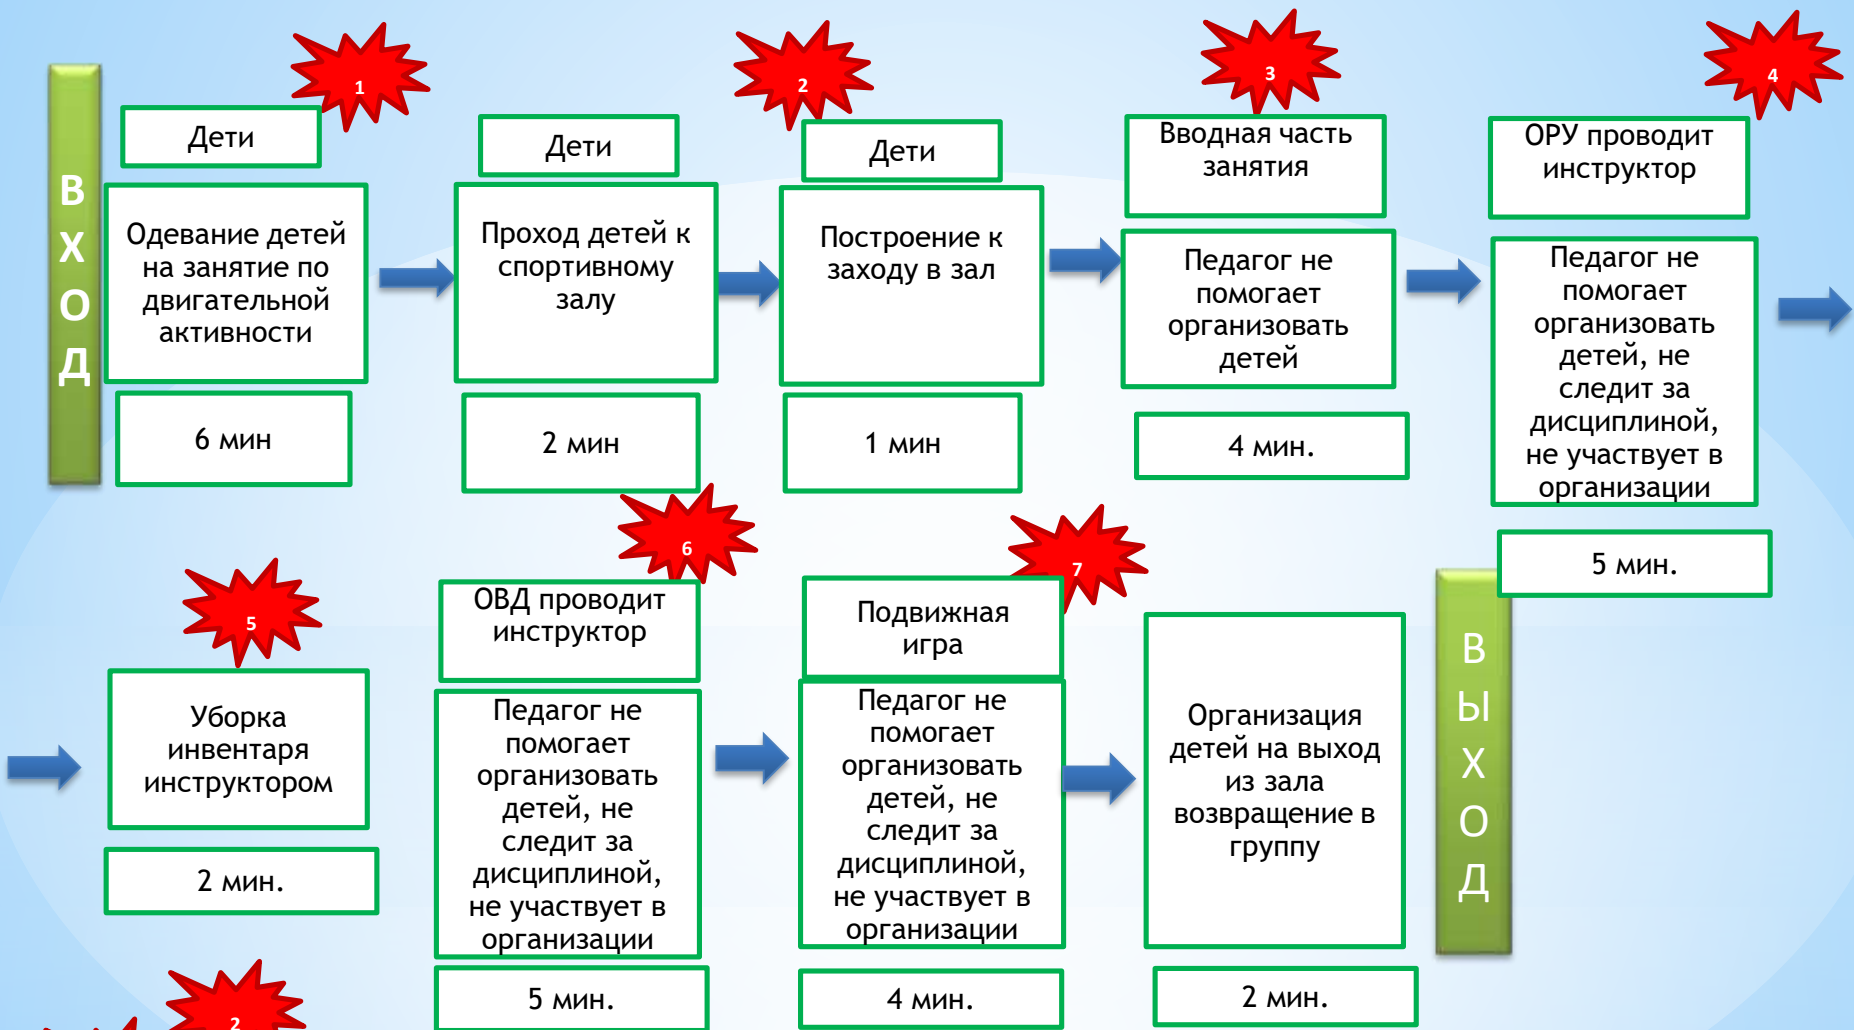 1
2
3
4
ВХОД
Дети
Одевание детей
на занятие по
двигательной
активности
6 мин
Дети
Проход детей к
спортивному
залу
2 мин
Дети
Построение к
заходу в зал
1 мин
Вводная часть
занятия
Педагог не
помогает
организовать
детей
4 мин.
ОРУ проводит
инструктор
Педагог не
помогает
организовать
детей, не
следит за
дисциплиной,
не участвует в
организации
5 мин.
5
Уборка
инвентаря
инструктором
2 мин.
6
ОВД проводит
инструктор
Педагог не
помогает
организовать
детей, не
следит за
дисциплиной,
не участвует в
организации
5 мин.
7
Подвижная
игра
Педагог не
помогает
организовать
детей, не
следит за
дисциплиной,
не участвует в
организации
4 мин.
Организация
детей на выход
из зала
возвращение в
группу
2 мин.
ВЫХОД
2